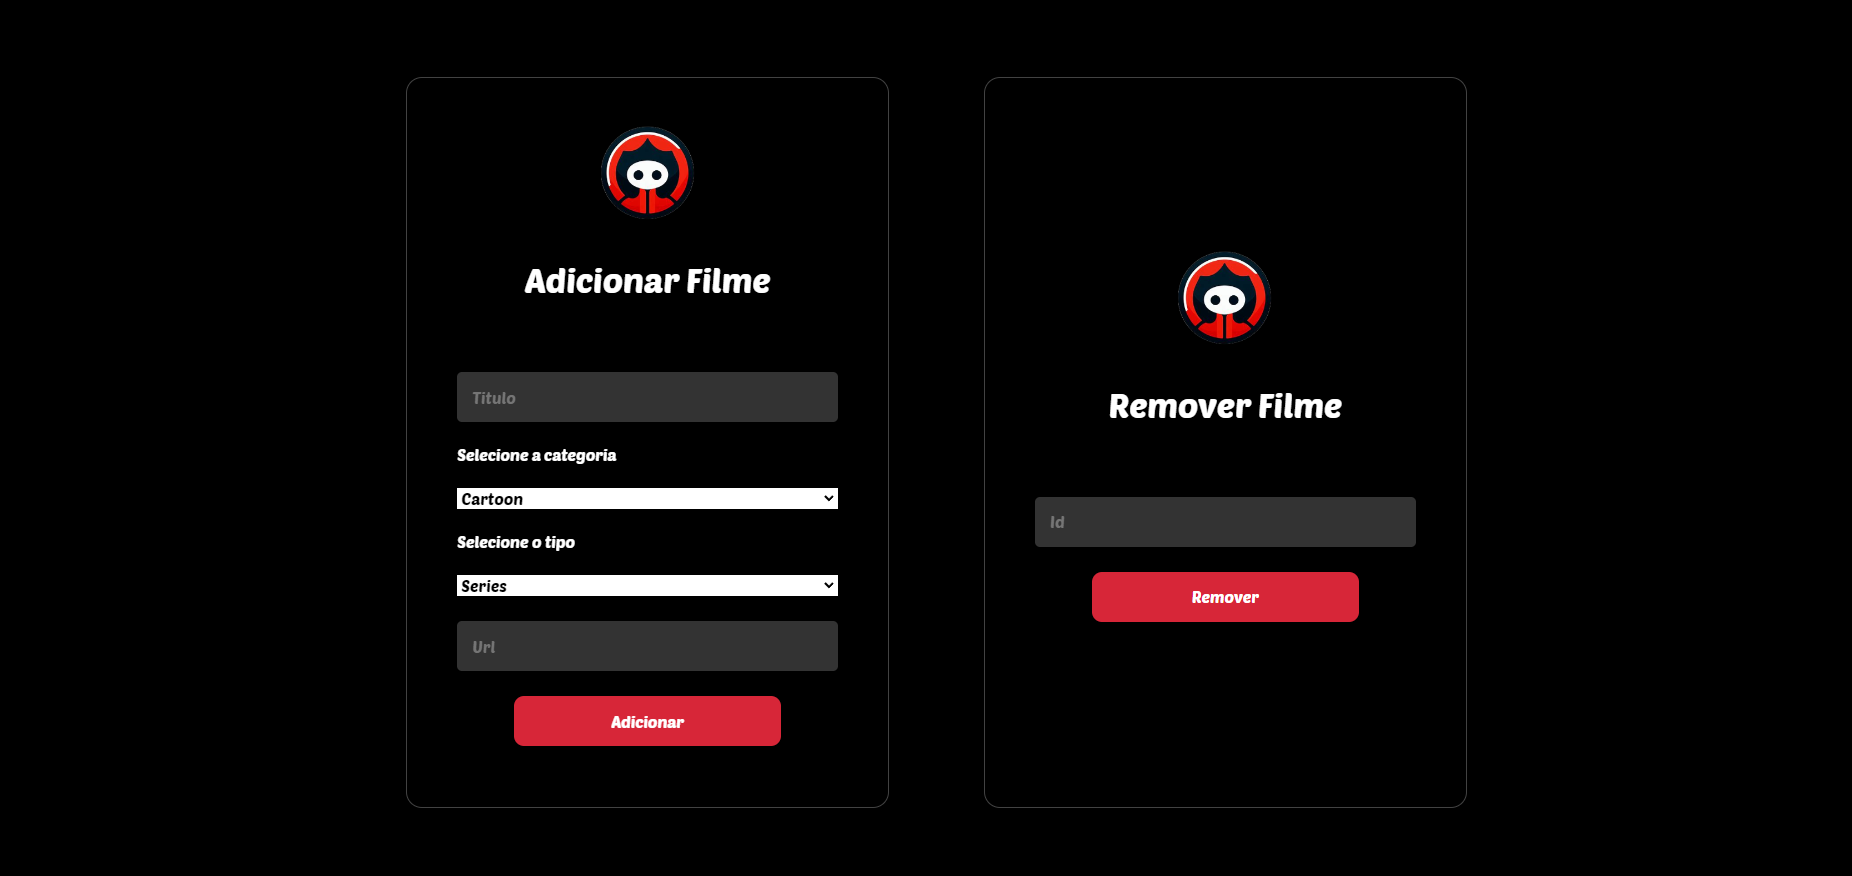 Adicionar Filme
Titulo
Selecione a categoria
Cartoon
Selecione o tipo
Series
Url
Adicionar
Remover Filme
Id
Remover